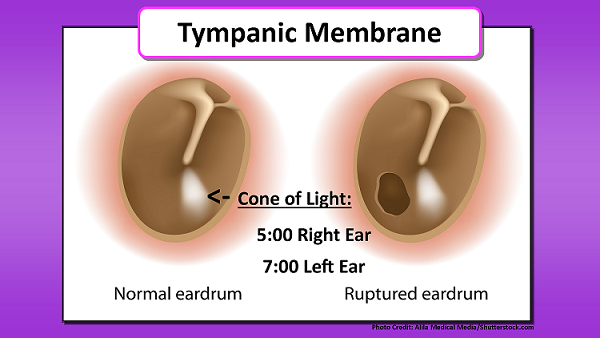 Tympanic Membrane
<- Cone of Light:
5:00 Right Ear
7:00 Left Ear
Normal eardrum
Ruptured eardrum
Photo Credit: Alila Medical Media/Shutterstock.com